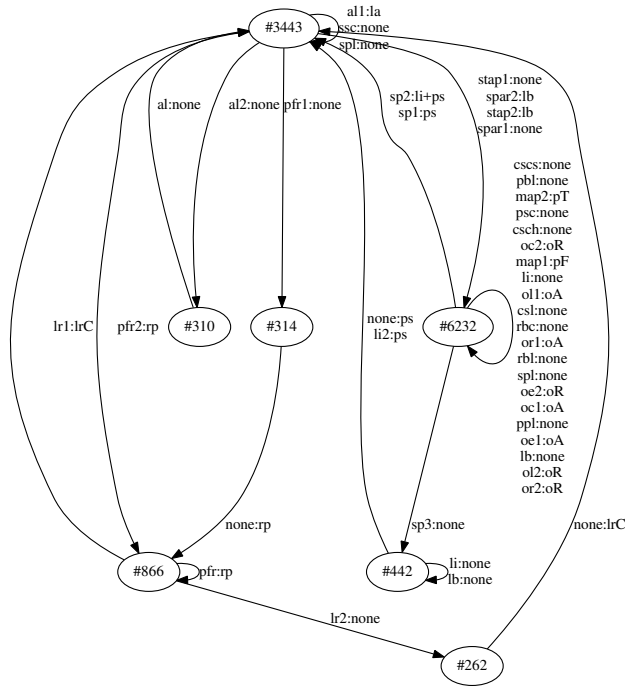 al1:la
#3443
ssc:none
spl:none
stap1:none
sp2:li+ps
spar2:lb
al:none
al2:none
pfr1:none
sp1:ps
stap2:lb
spar1:none
cscs:none
pbl:none
map2:pT
psc:none
csch:none
oc2:oR
map1:pF
li:none
ol1:oA
csl:none
lr1:lrC
pfr2:rp
#310
#314
none:ps
li2:ps
#6232
rbc:none
or1:oA
rbl:none
spl:none
oe2:oR
oc1:oA
ppl:none
oe1:oA
lb:none
ol2:oR
or2:oR
none:rp
sp3:none
none:lrC
#866
pfr:rp
#442
li:none
lb:none
lr2:none
#262